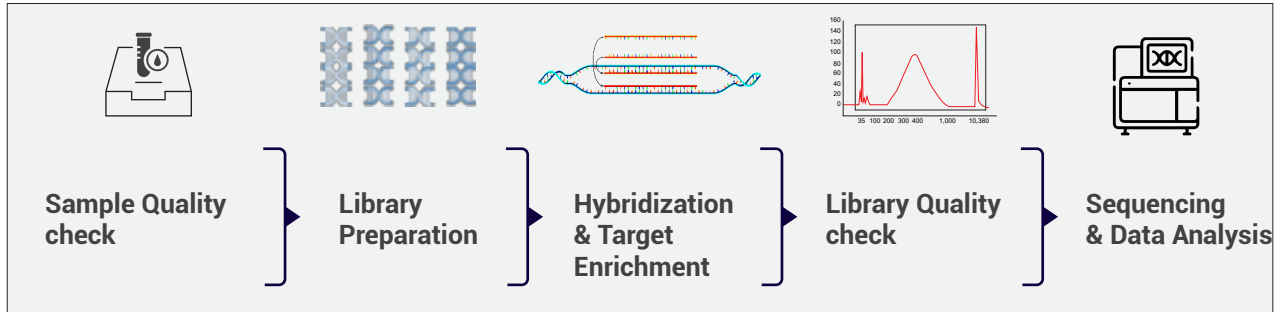 160
140
120
100
80
60
40
20
0
35 100 200 300 400 1,000 10,380
Sample Quality
check
Library
Preparation
Hybridization
& Target
Enrichment
Library Quality
check
Sequencing
& Data Analysis